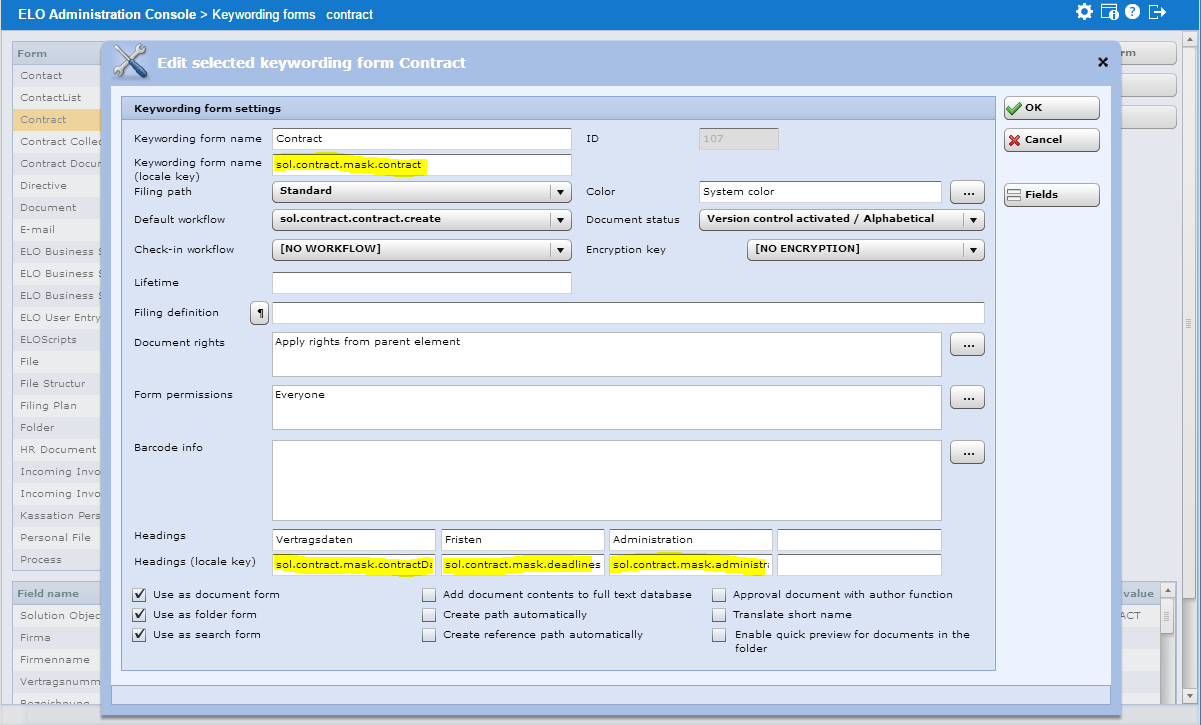 ELO Administration Console > Keywording forms contract
Form
Contact
ContactList
Contract
Contract Collec
Contract Docum
Directive
Document
E-mail
ELO Business S
ELO Business S
ELO Business S
ELO User Entry
ELOScripts
File
File Structur
Filing Plan
Folder
HR Document
Incoming Invo
Incoming Invo
Kassation Pers
Personal File
Process
Field name
Solution Objec
Firma
Firmenname
Vertragsnumm
Bezeichnung
rm
value
ACT
Edit selected keywording form Contract
Keywording form settings
Keywording form name Contract ID 107
Keywording form name (locale key) sol.contract.mask.contract
Filing path Standard Color System color ...
Default workflow sol.contract.contract.create Document status Version control activated / Alphabetical
Check-in workflow [NO WORKFLOW] Encryption key [NO ENCRYPTION]
Lifetime
Filing definition ¶
Document rights Apply rights from parent element ...
Form permissions Everyone ...
Barcode info ...
Headings Vertragsdaten Fristen Administration
Headings (locale key) sol.contract.mask.contractDa sol.contract.mask.deadlines sol.contract.mask.administra
Use as document form Add document contents to full text database Approval document with author function
Use as folder form Create path automatically Translate short name
Use as search form Create reference path automatically Enable quick preview for documents in the
folder
OK
Cancel
Fields